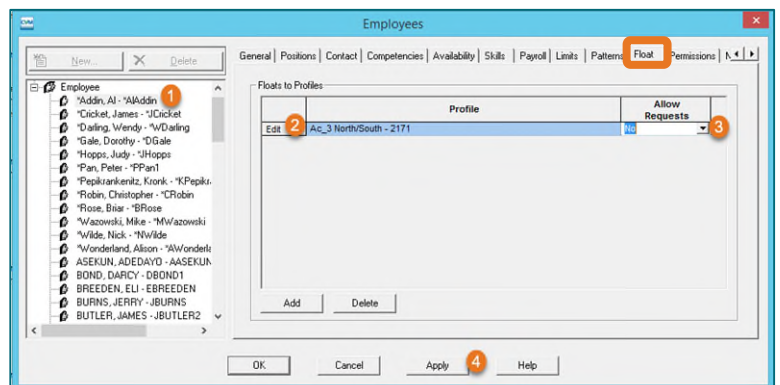 Employees
New... Delete
General Positions Contact Competencies Availability Skills Payroll Limits Patterns Float Permissions
Employee
*Addin, Al - *AlAddin 1
*Cricket, James - *JCricket
*Darling, Wendy - *WDarling
*Gale, Dorothy - *DGale
*Hopps, Judy - *JHopps
*Pan, Peter - *PPan1
*Pepikrankenitz, Kronk - *KPepikr
*Robin, Christopher - *CRobin
*Rose, Briar - *BRose
*Wazowski, Mike - *MWazowski
*Wilde, Nick - *NWilde
*Wonderland, Alison - *AWonderla
ASEKUN, ADEDAYO - AASEKUN
BOND, DARCY - DBOND1
BREEDEN, ELI - EBREEDEN
BURNS, JERRY - JBURNS
BUTLER, JAMES - JBUTLER2
Floats to Profiles
Profile Allow Requests
Edit 2 Ac_3 North/South - 2171 No 3
Add Delete
OK Cancel Apply 4 Help